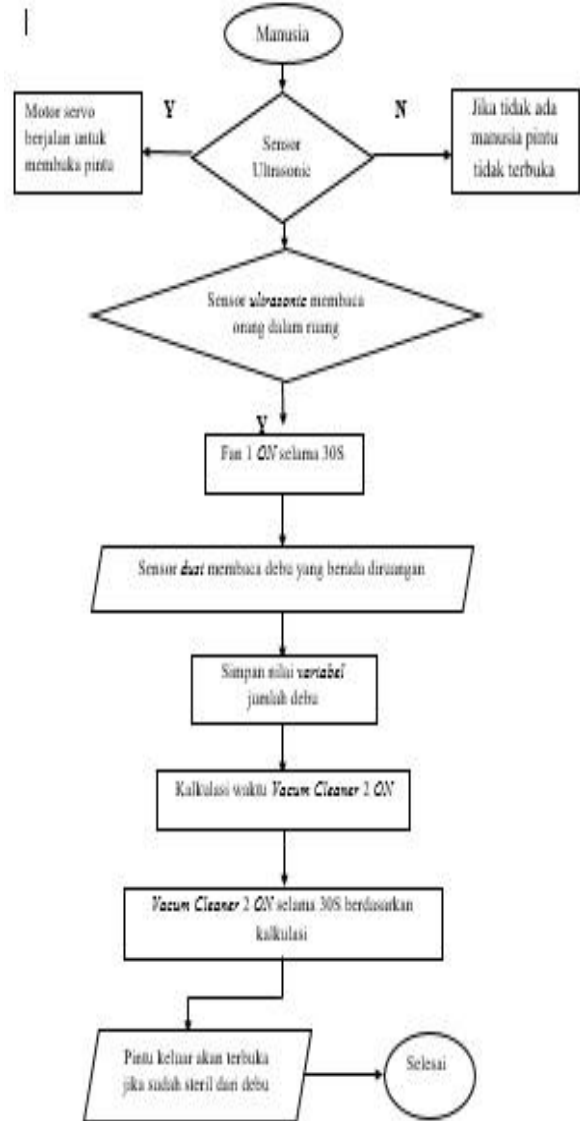 Manusia
Motor servo
berjalan untuk
membuka pintu
Y
Sensor
Ultrasonic
N
Jika tidak ada
manusia pintu
tidak terbuka
Sensor ultrasonic membaca
orang dalam ruang
Y
Fan 1 ON selama 30S
Sensor dust membaca debu yang berada diruangan
Simpan nilai variabel
jumlah debu
Kalkulasi waktu Vacum Cleaner 2 ON
Vacum Cleaner 2 ON selama 30S berdasarkan
kalkulasi
Pintu keluar akan terbuka
jika sudah steril dari debu
Selesai